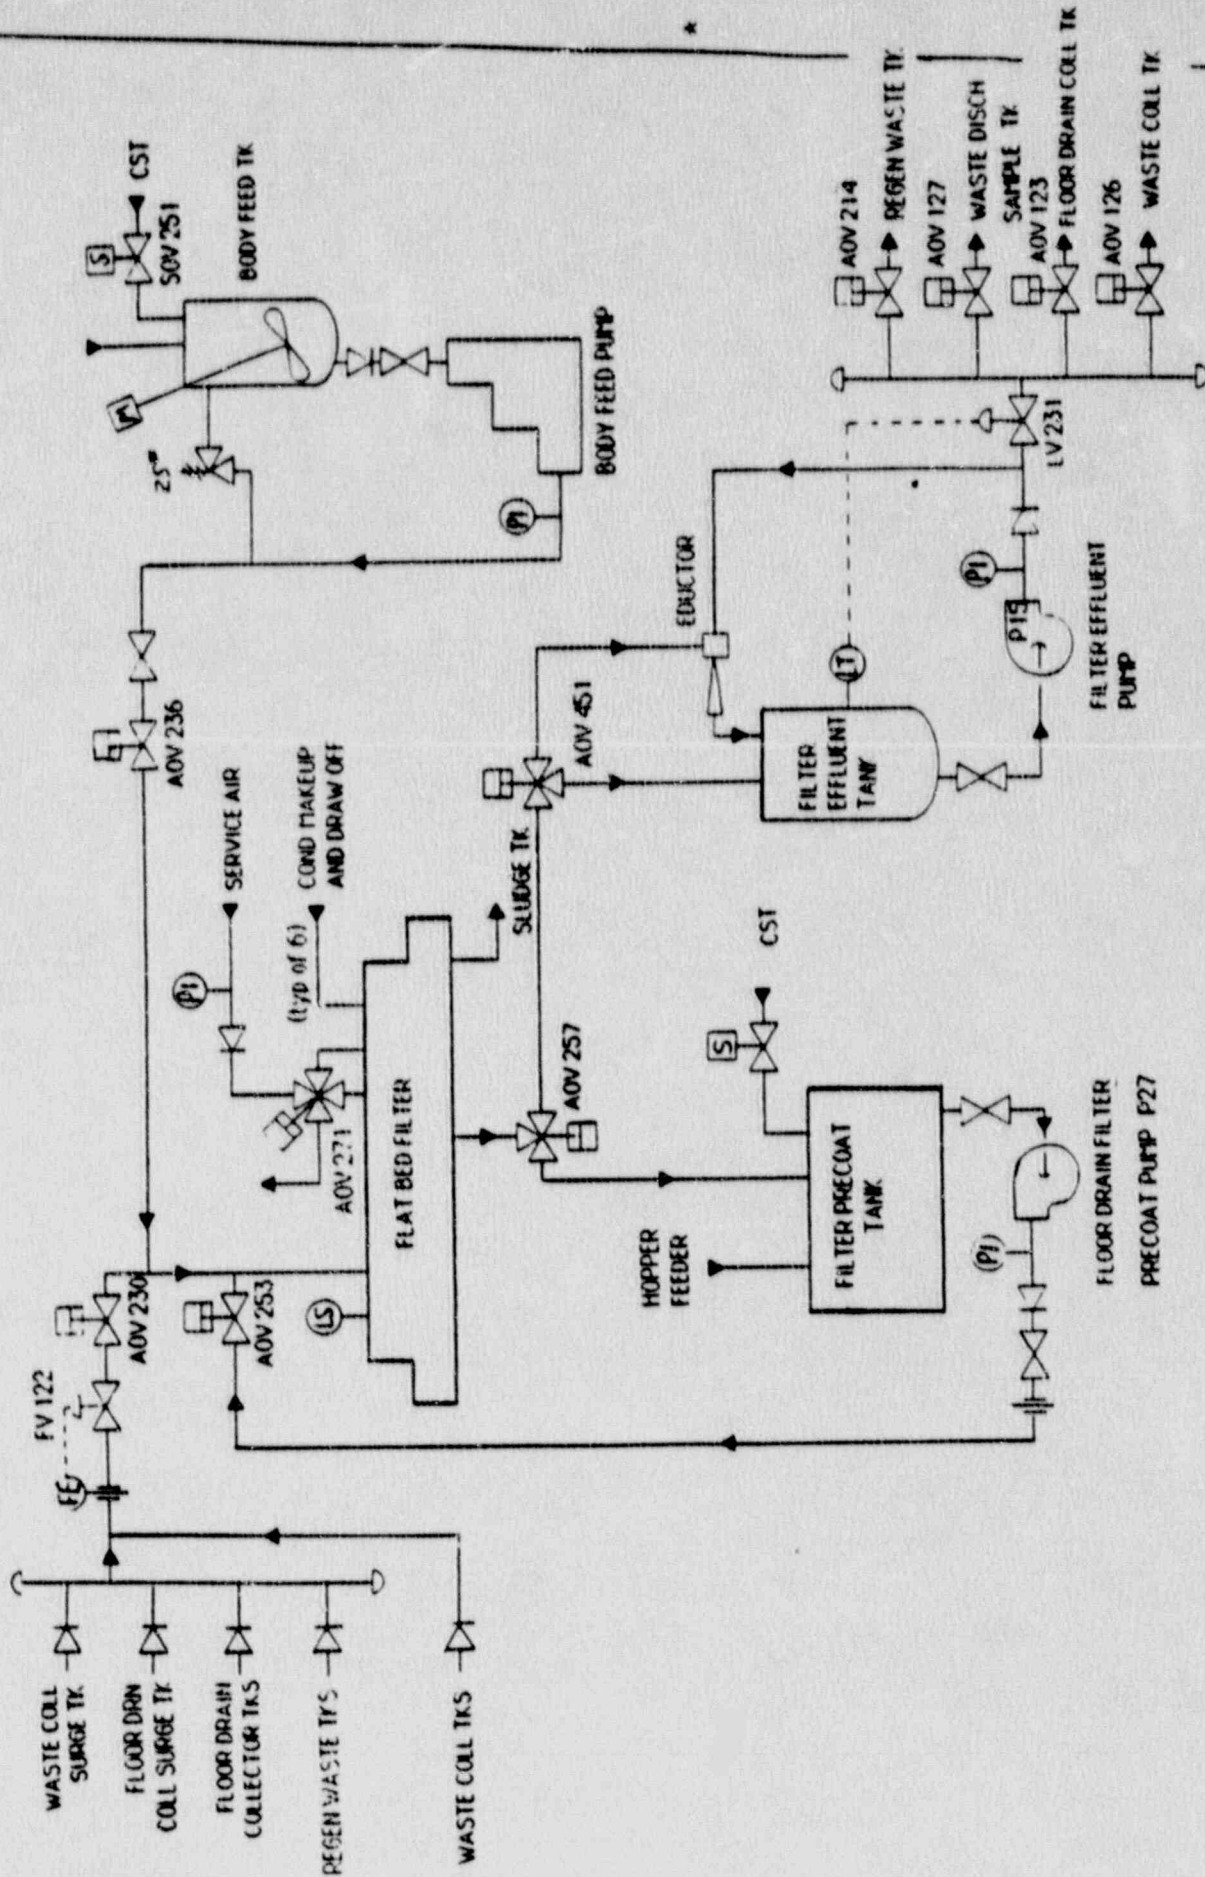 WASTE COLL
SURGE TK
FLOOR DRN
COLL SURGE TK
FLOOR DRAIN
COLLECTOR TKS
REGEN WASTE TKS
WASTE COLL TKS
FE
FV 122
AOV 230
AOV 253
LS
FLAT BED FILTER
PI
SERVICE AIR
(typ of 6)
COND MAKEUP
AND DRAW OFF
AOV 236
SLUDGE TK
AOV 257
AOV 451
M
S
CST
SOV 251
BODY FEED TK
25#
PI
BODY FEED PUMP
EDUCTOR
LT
FILTER
EFFLUENT
TANK
PI
P15
FILTER EFFLUENT
PUMP
LV 231
AOV 214
REGEN WASTE TK
AOV 127
WASTE DISCH
SAMPLE TK
AOV 123
FLOOR DRAIN COLL TK
AOV 126
WASTE COLL TK
HOPPER
FEEDER
S
CST
FILTER PRECOAT
TANK
PI
FLOOR DRAIN FILTER
PRECOAT PUMP P27